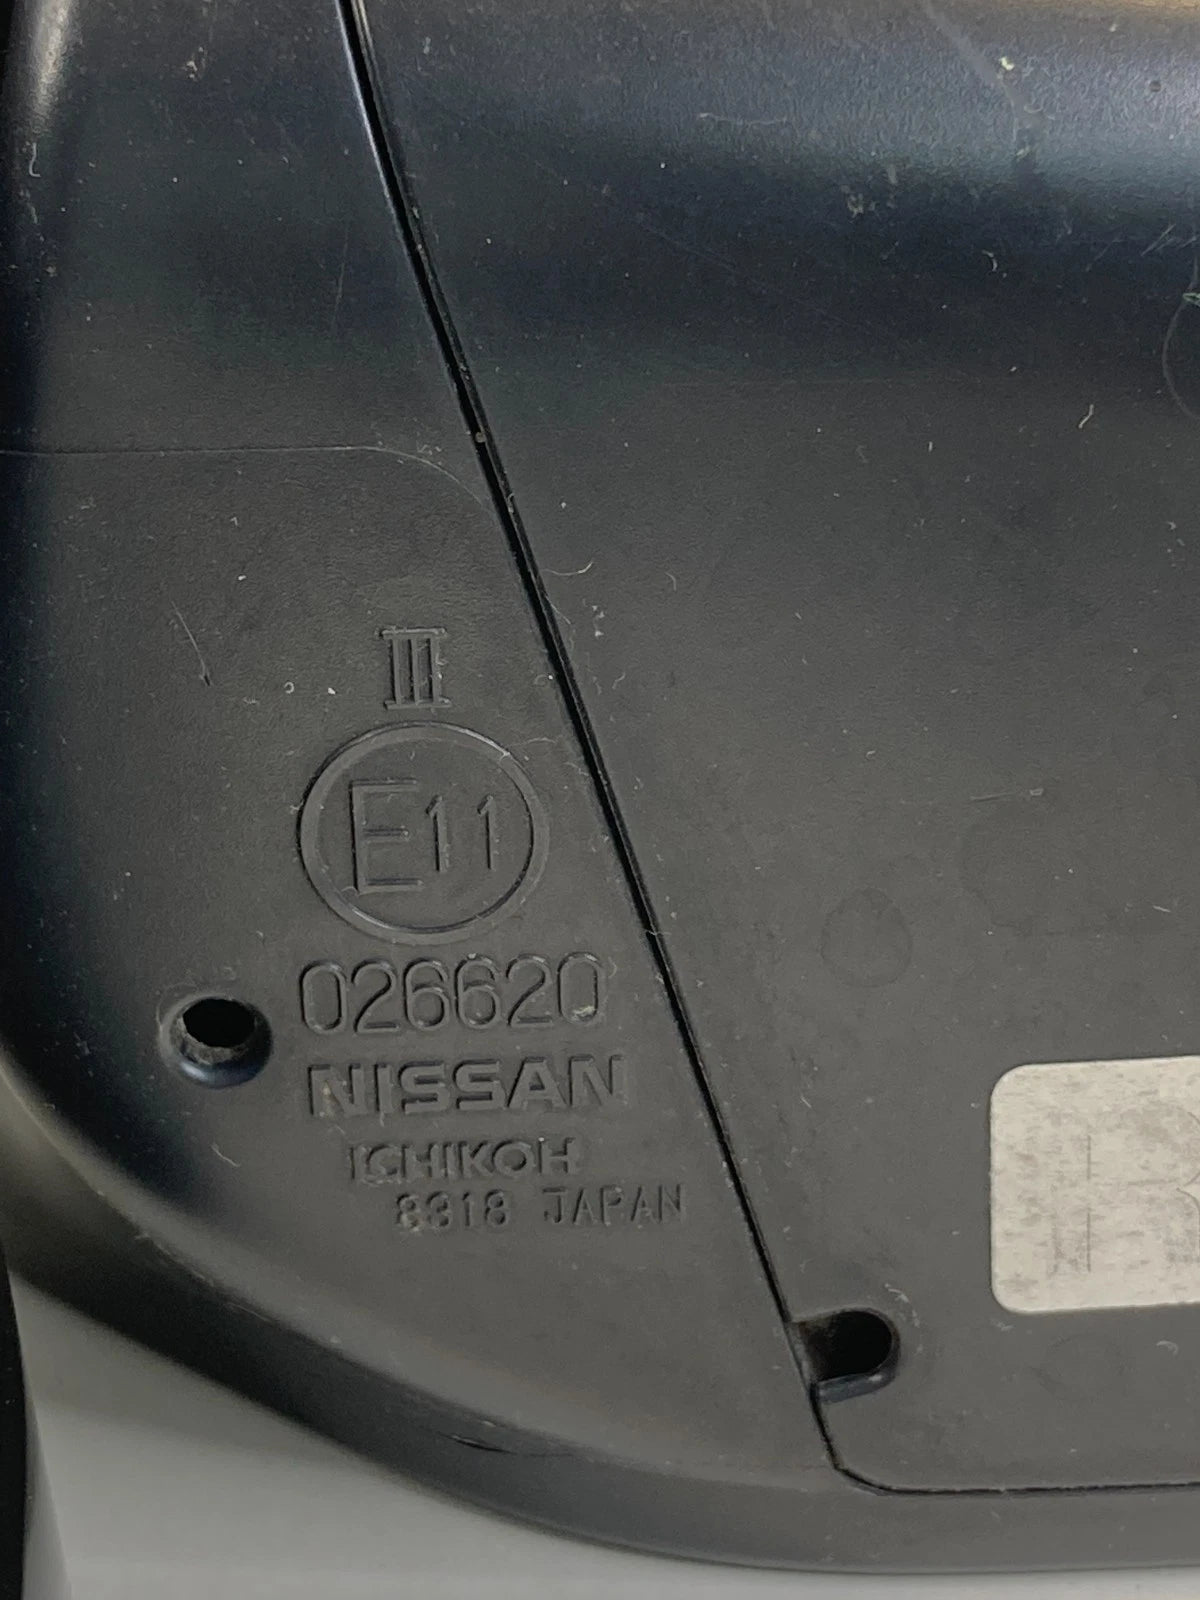 III
E11
026620
NISSAN
ICHIKOH
8318 JAPAN
R